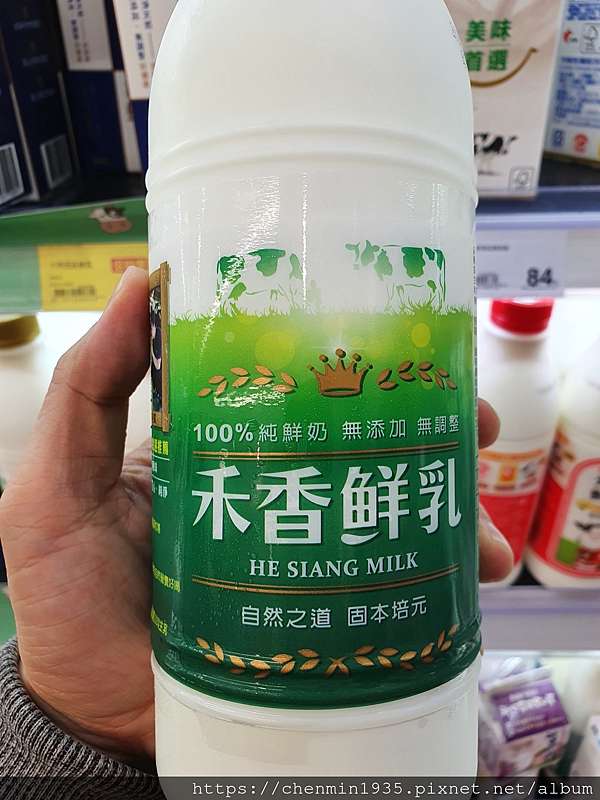 美味
首選
84
100%純鮮奶 無添加 無調整
禾香鮮乳
HE SIANG MILK
自然之道 固本培元
https://chenmin1935.pixnet.net/album